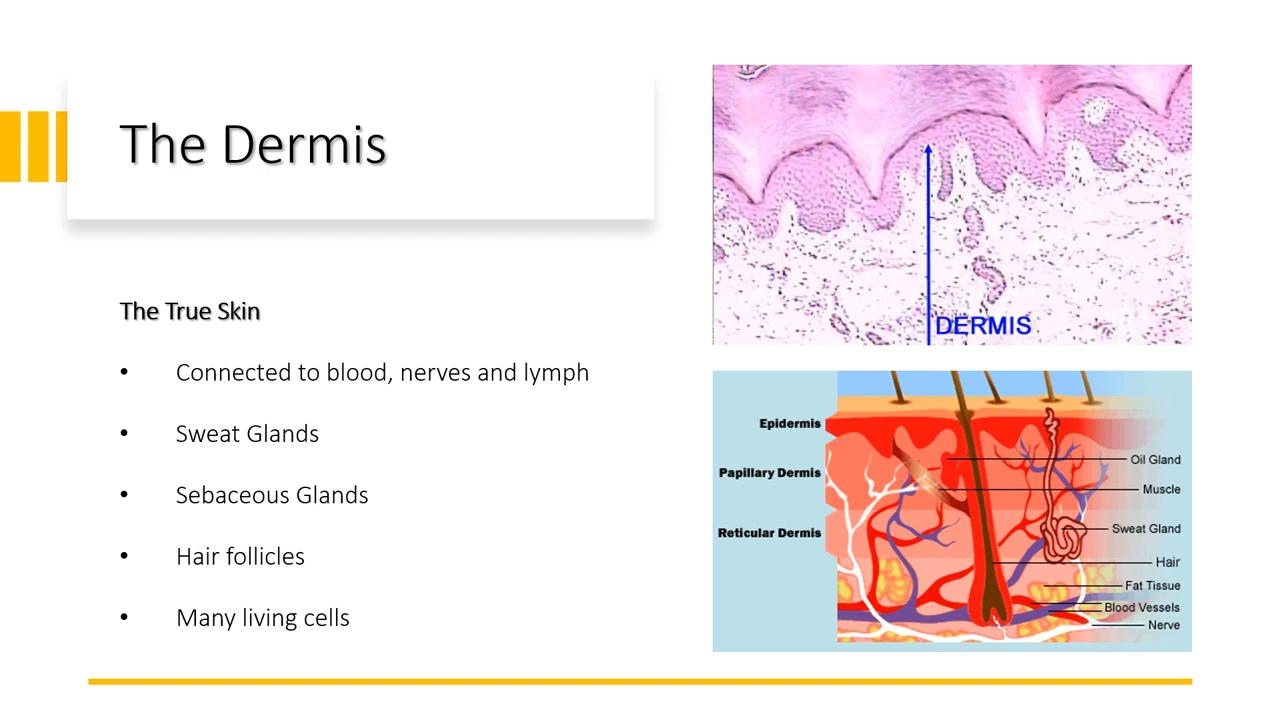 The Dermis
The True Skin
• Connected to blood, nerves and lymph
• Sweat Glands
• Sebaceous Glands
• Hair follicles
• Many living cells
DERMIS
Epidermis
Papillary Dermis
Reticular Dermis
Oil Gland
Muscle
Sweat Gland
Hair
Fat Tissue
Blood Vessels
Nerve